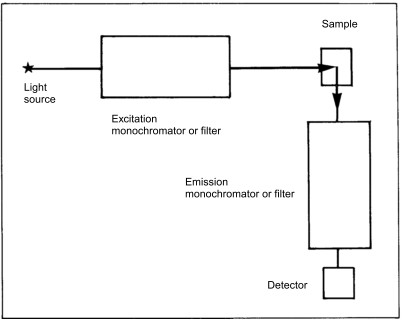 Sample
Light
source
Excitation
monochromator or filter
Emission
monochromator or filter
Detector